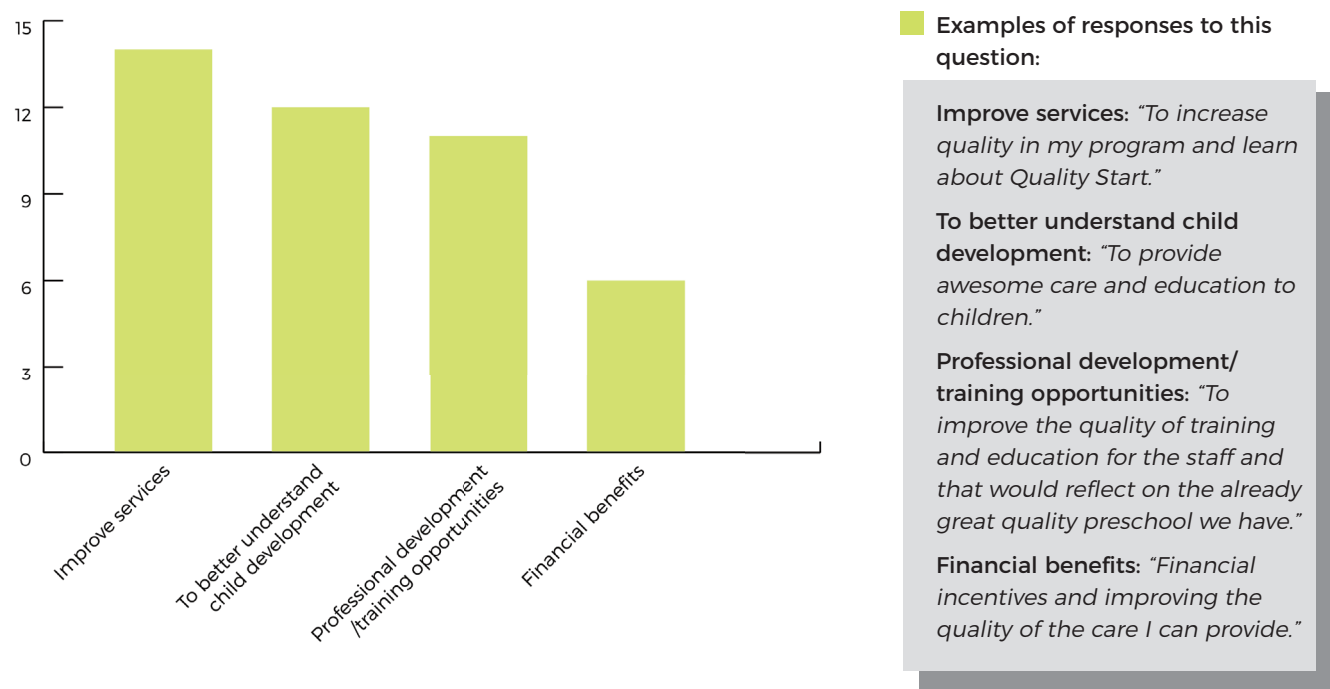 15
12
9
6
3
0
Improve services
To better understand
child development
Professional development
/training opportunities
Financial benefits
Examples of responses to this
question:
Improve services: “To increase
quality in my program and learn
about Quality Start.”
To better understand child
development: “To provide
awesome care and education to
children.”
Professional development/
training opportunities: “To
improve the quality of training
and education for the staff and
that would reflect on the already
great quality preschool we have.”
Financial benefits: “Financial
incentives and improving the
quality of the care I can provide.”